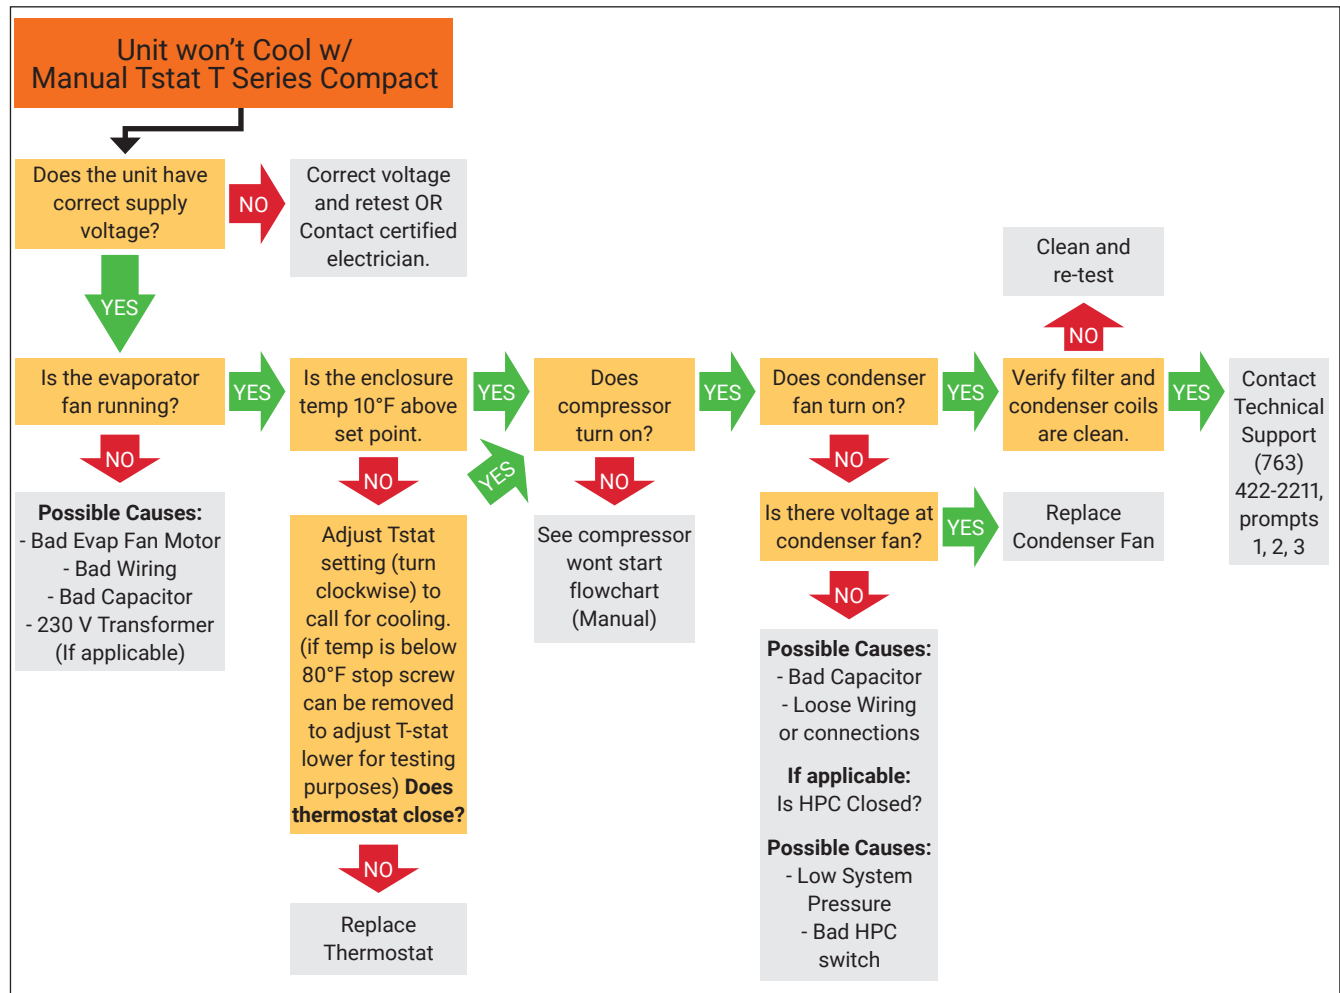 Unit won't Cool w/
Manual Tstat T Series Compact
Does the unit have
correct supply
voltage?
NO
Correct voltage
and retest OR
Contact certified
electrician.
YES
Is the evaporator
fan running?
YES
Is the enclosure
temp 10°F above
set point.
YES
Does
compressor
turn on?
YES
Does condenser
fan turn on?
YES
Verify filter and
condenser coils
are clean.
NO
Clean and
re-test
YES
Contact
Technical
Support
(763)
422-2211,
prompts
1, 2, 3
NO
Possible Causes:
- Bad Evap Fan Motor
- Bad Wiring
- Bad Capacitor
- 230 V Transformer
(If applicable)
NO
Adjust Tstat
setting (turn
clockwise) to
call for cooling.
(if temp is below
80°F stop screw
can be removed
to adjust T-stat
lower for testing
purposes) Does
thermostat close?
YES
NO
Replace
Thermostat
NO
See compressor
wont start
flowchart
(Manual)
NO
Is there voltage at
condenser fan?
YES
Replace
Condenser Fan
NO
Possible Causes:
- Bad Capacitor
- Loose Wiring
or connections
If applicable:
Is HPC Closed?
Possible Causes:
- Low System
Pressure
- Bad HPC
switch